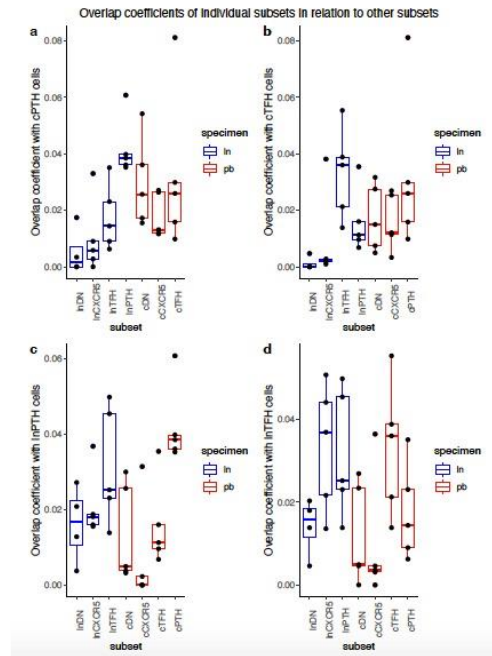 Overlap coefficients of individual subsets in relation to other subsets
a
Overlap coefficient with cPTH cells
0.08
0.06
0.04
0.02
0.00
lnDN
lnCXCR5
lnTFH
lnPTH
cDN
cCXCR5
cTFH
subset
specimen
ln
pb
b
Overlap coefficient with cTFH cells
0.08
0.06
0.04
0.02
0.00
lnDN
lnCXCR5
lnTFH
lnPTH
cDN
cCXCR5
cPTH
subset
specimen
ln
pb
c
Overlap coefficient with lnPTH cells
0.06
0.04
0.02
0.00
lnDN
lnCXCR5
lnTFH
cDN
cCXCR5
cTFH
cPTH
subset
specimen
ln
pb
d
Overlap coefficient with lnTFH cells
0.04
0.02
0.00
lnDN
lnCXCR5
lnPTH
cDN
cCXCR5
cTFH
cPTH
subset
specimen
ln
pb